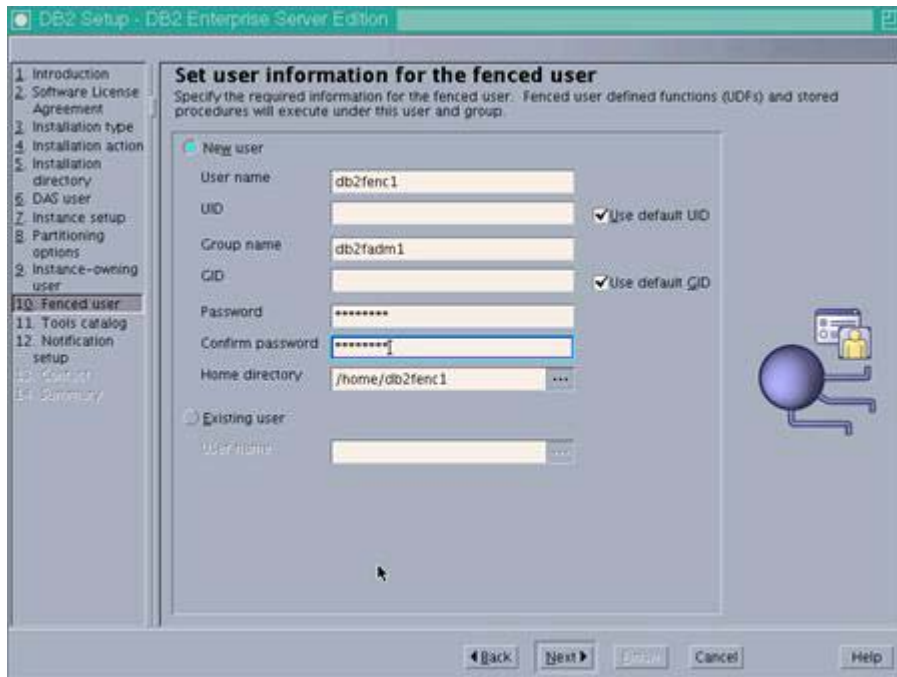 DB2 Setup - DB2 Enterprise Server Edition
1. Introduction
2. Software License
Agreement
3. Installation type
4. Installation action
5. Installation
directory
6. DAS user
7. Instance setup
8. Partitioning
options
9. Instance-owning
user
10. Fenced user
11. Tools catalog
12. Notification
setup
13. Contact
14. Summary
Set user information for the fenced user
Specify the required information for the fenced user. Fenced user defined functions (UDFs) and stored
procedures will execute under this user and group.
New user
User name
db2fenc1
UID
Use default UID
Group name
db2fadm1
GID
Use default GID
Password
********
Confirm password
********
Home directory
/home/db2fenc1
...
Existing user
User name
...
Back
Next
Finish
Cancel
Help